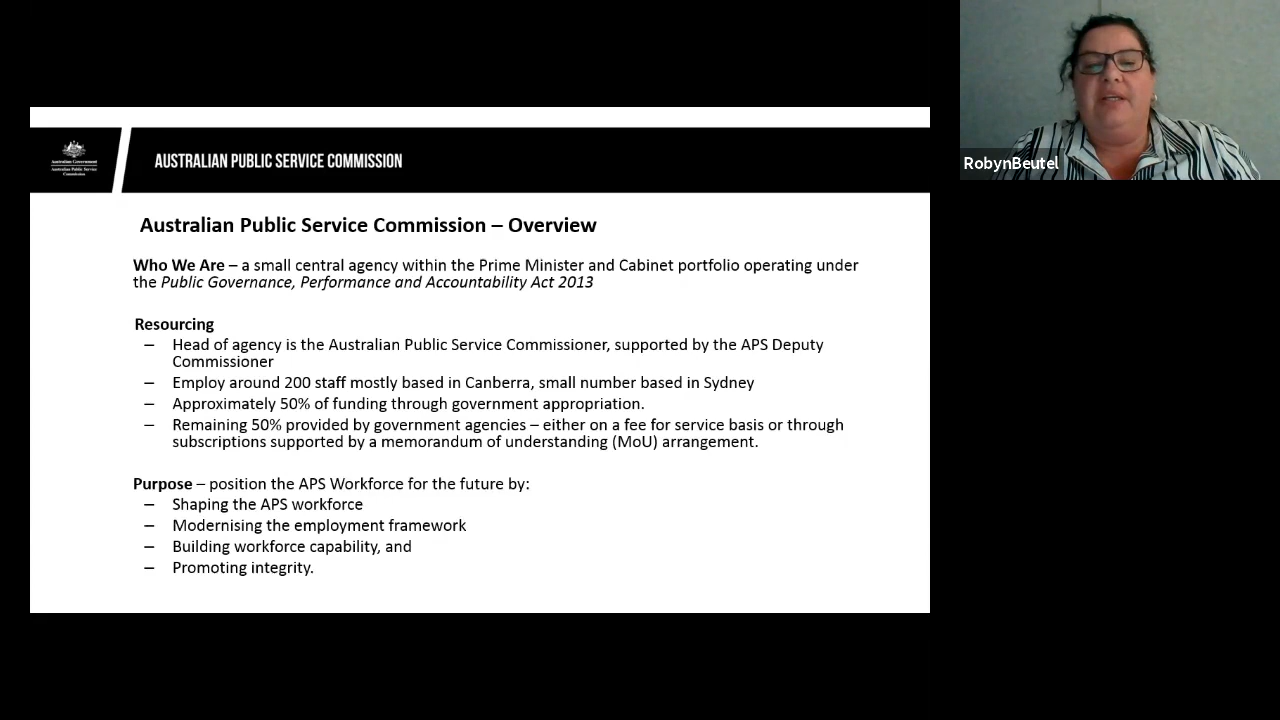 Australian Government
Australian Public Service
Commission
AUSTRALIAN PUBLIC SERVICE COMMISSION
RobynBeutel
Australian Public Service Commission – Overview
Who We Are – a small central agency within the Prime Minister and Cabinet portfolio operating under
the Public Governance, Performance and Accountability Act 2013
Resourcing
– Head of agency is the Australian Public Service Commissioner, supported by the APS Deputy
Commissioner
– Employ around 200 staff mostly based in Canberra, small number based in Sydney
– Approximately 50% of funding through government appropriation.
– Remaining 50% provided by government agencies – either on a fee for service basis or through
subscriptions supported by a memorandum of understanding (MoU) arrangement.
Purpose – position the APS Workforce for the future by:
– Shaping the APS workforce
– Modernising the employment framework
– Building workforce capability, and
– Promoting integrity.